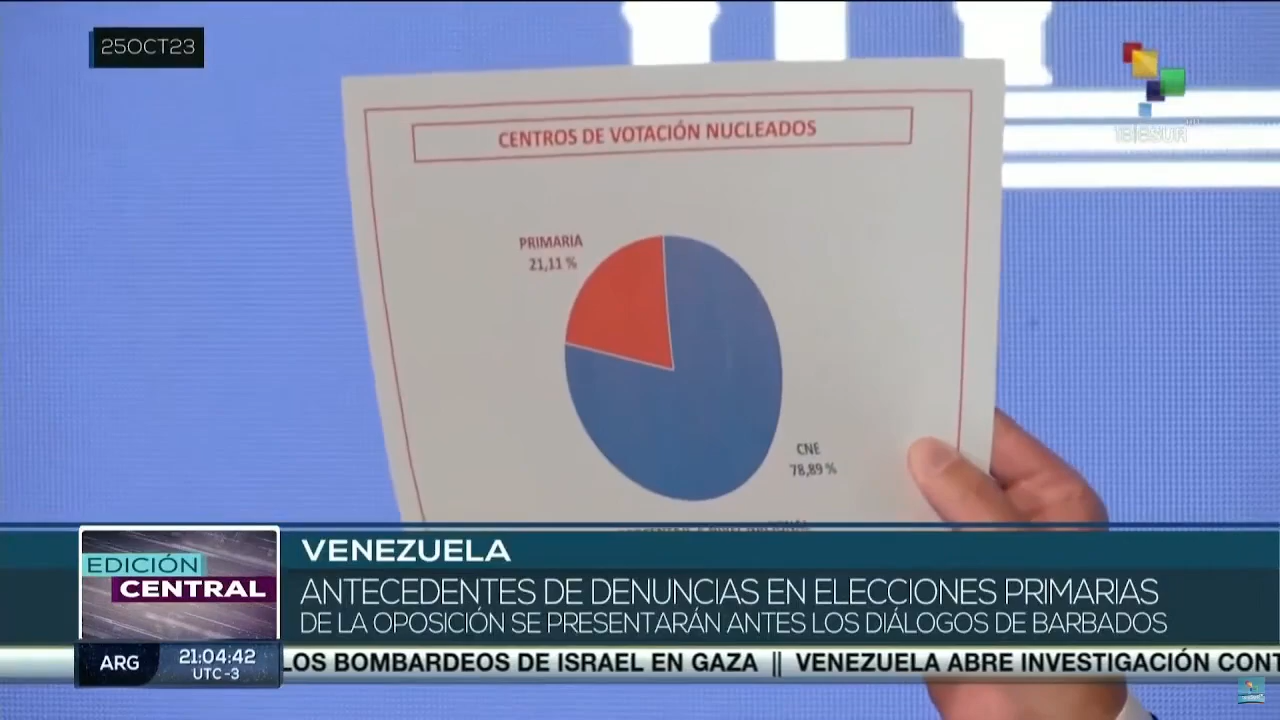 25OCT23
teleSUR
CENTROS DE VOTACIÓN NUCLEADOS
PRIMARIA
21,11 %
CNE
78,89 %
EDICIÓN
CENTRAL
VENEZUELA
ANTECEDENTES DE DENUNCIAS EN ELECCIONES PRIMARIAS
DE LA OPOSICIÓN SE PRESENTARÁN ANTES LOS DIÁLOGOS DE BARBADOS
ARG
21:04:42
UTC-3
LOS BOMBARDEOS DE ISRAEL EN GAZA || VENEZUELA ABRE INVESTIGACIÓN CONT